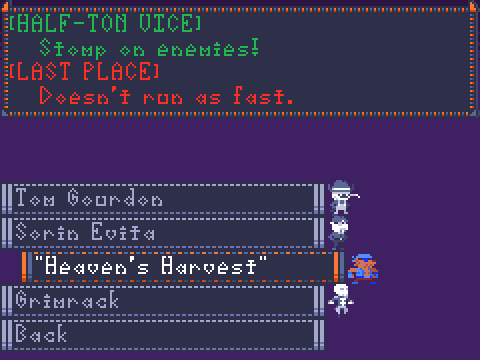 [HALF-TON VICE]
Stomp on enemies!
[LAST PLACE]
Doesn't run as fast.
Tom Gourdon
Sorin Evita
"Heaven's Harvest"
Grimrack
Back